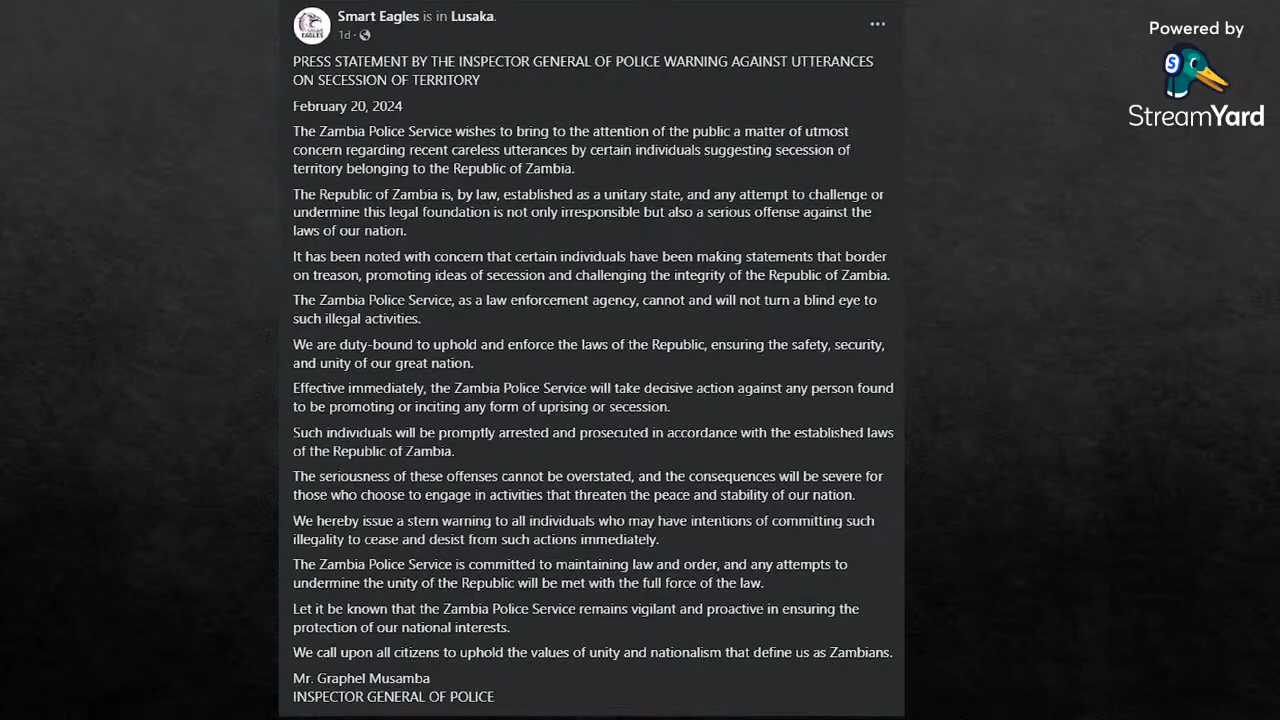 Smart Eagles is in Lusaka.
1d ·
PRESS STATEMENT BY THE INSPECTOR GENERAL OF POLICE WARNING AGAINST UTTERANCES
ON SECESSION OF TERRITORY
February 20, 2024
The Zambia Police Service wishes to bring to the attention of the public a matter of utmost
concern regarding recent careless utterances by certain individuals suggesting secession of
territory belonging to the Republic of Zambia.
The Republic of Zambia is, by law, established as a unitary state, and any attempt to challenge or
undermine this legal foundation is not only irresponsible but also a serious offense against the
laws of our nation.
It has been noted with concern that certain individuals have been making statements that border
on treason, promoting ideas of secession and challenging the integrity of the Republic of Zambia.
The Zambia Police Service, as a law enforcement agency, cannot and will not turn a blind eye to
such illegal activities.
We are duty-bound to uphold and enforce the laws of the Republic, ensuring the safety, security,
and unity of our great nation.
Effective immediately, the Zambia Police Service will take decisive action against any person found
to be promoting or inciting any form of uprising or secession.
Such individuals will be promptly arrested and prosecuted in accordance with the established laws
of the Republic of Zambia.
The seriousness of these offenses cannot be overstated, and the consequences will be severe for
those who choose to engage in activities that threaten the peace and stability of our nation.
We hereby issue a stern warning to all individuals who may have intentions of committing such
illegality to cease and desist from such actions immediately.
The Zambia Police Service is committed to maintaining law and order, and any attempts to
undermine the unity of the Republic will be met with the full force of the law.
Let it be known that the Zambia Police Service remains vigilant and proactive in ensuring the
protection of our national interests.
We call upon all citizens to uphold the values of unity and nationalism that define us as Zambians.
Mr. Graphel Musamba
INSPECTOR GENERAL OF POLICE
Powered by
S
StreamYard